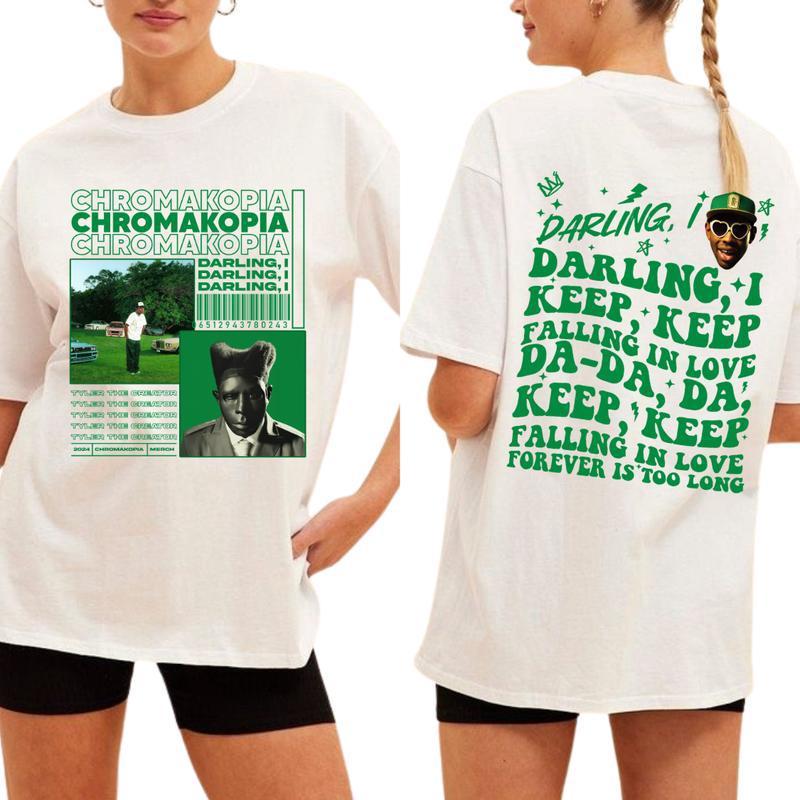 CHROMAKOPIA
CHROMAKOPIA
CHROMAKOPIA
DARLING, I
DARLING, I
DARLING, I
6512943780243
TYLER THE CREATOR
TYLER THE CREATOR
TYLER THE CREATOR
TYLER THE CREATOR
TYLER THE CREATOR
2024 CHROMAKOPIA MERCH
DARLING, I
DARLING, I
KEEP, KEEP
FALLING IN LOVE
DA-DA, DA,
KEEP, KEEP
FALLING IN LOVE
FOREVER IS TOO LONG